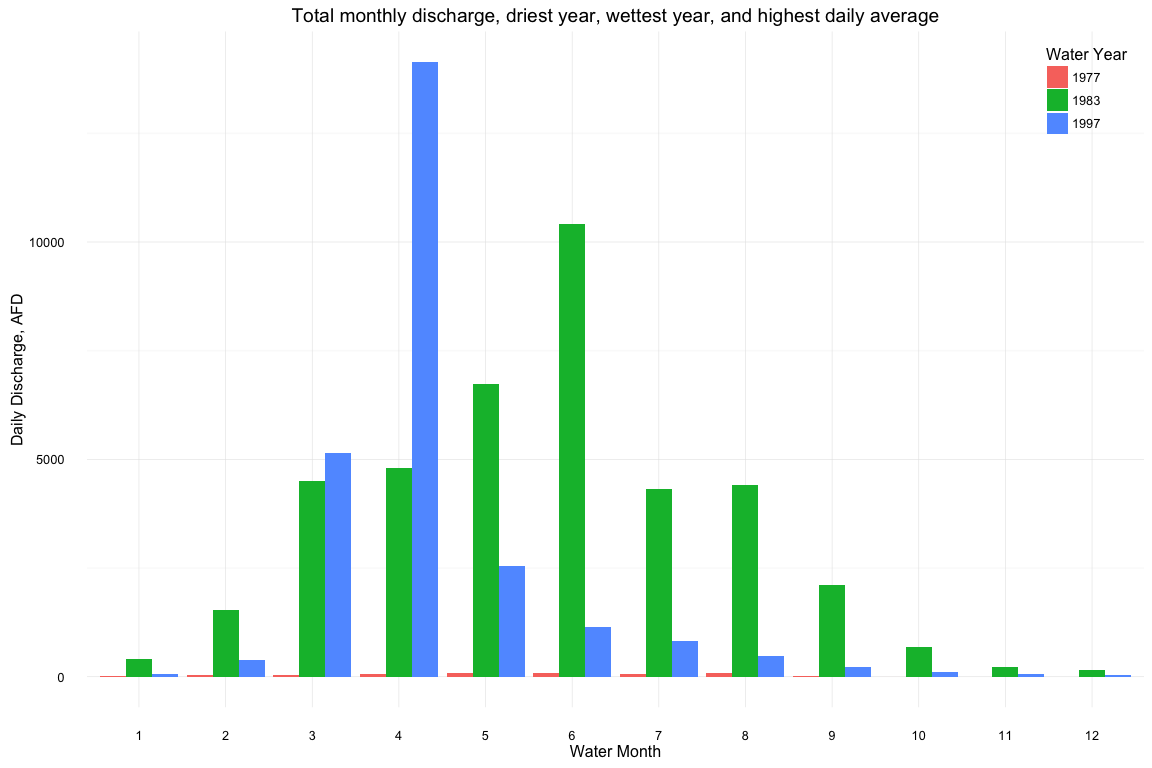 Total monthly discharge, driest year, wettest year, and highest daily average
Water Year
1977
1983
1997
Daily Discharge, AFD
10000
5000
0
1 2 3 4 5 6 7 8 9 10 11 12
Water Month